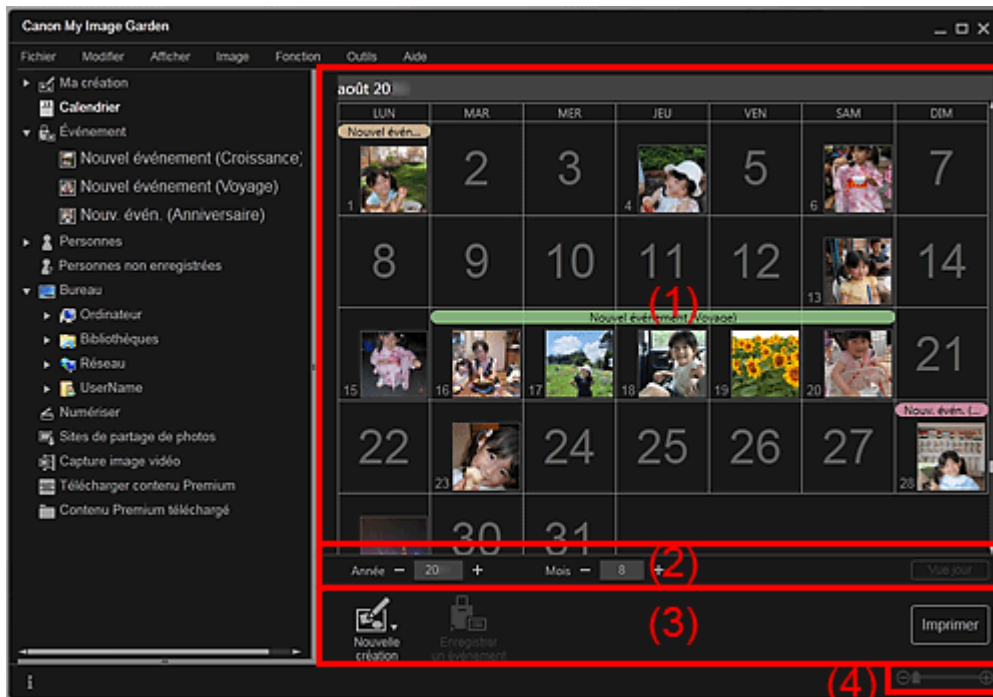 Canon My Image Garden
Fichier Modifier Afficher Image Fonction Outils Aide
Ma création
Calendrier
Événement
Nouvel événement (Croissance)
Nouvel événement (Voyage)
Nouv. évén. (Anniversaire)
Personnes
Personnes non enregistrées
Bureau
Ordinateur
Bibliothèques
Réseau
UserName
Numériser
Sites de partage de photos
Capture image vidéo
Télécharger contenu Premium
Contenu Premium téléchargé
août 20
LUN MAR MER JEU VEN SAM DIM
Nouvel évén...
1 2 3 4 5 6 7
8 9 10 11 12 13 14
(1)
Nouvel événement (Voyage)
15 16 17 18 19 20 21
Nouv. évén. (...
22 23 24 25 26 27 28
30 31
(2)
Année 20 Mois 8 Vue jour
(3)
Nouvelle création
Enregistrer un événement
Imprimer
(4)